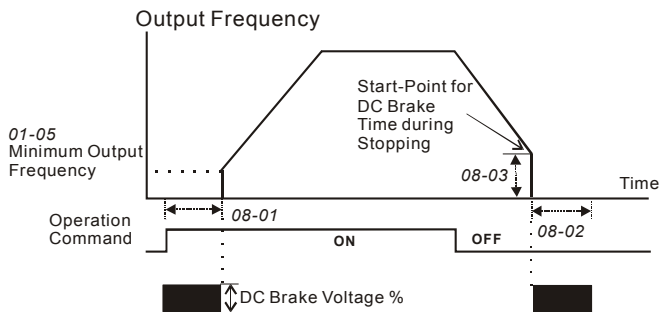 Output Frequency
Start-Point for
DC Brake
Time during
Stopping
01-05
Minimum Output
Frequency
08-03
Time
08-01
Operation
Command
ON
OFF
08-02
DC Brake Voltage %